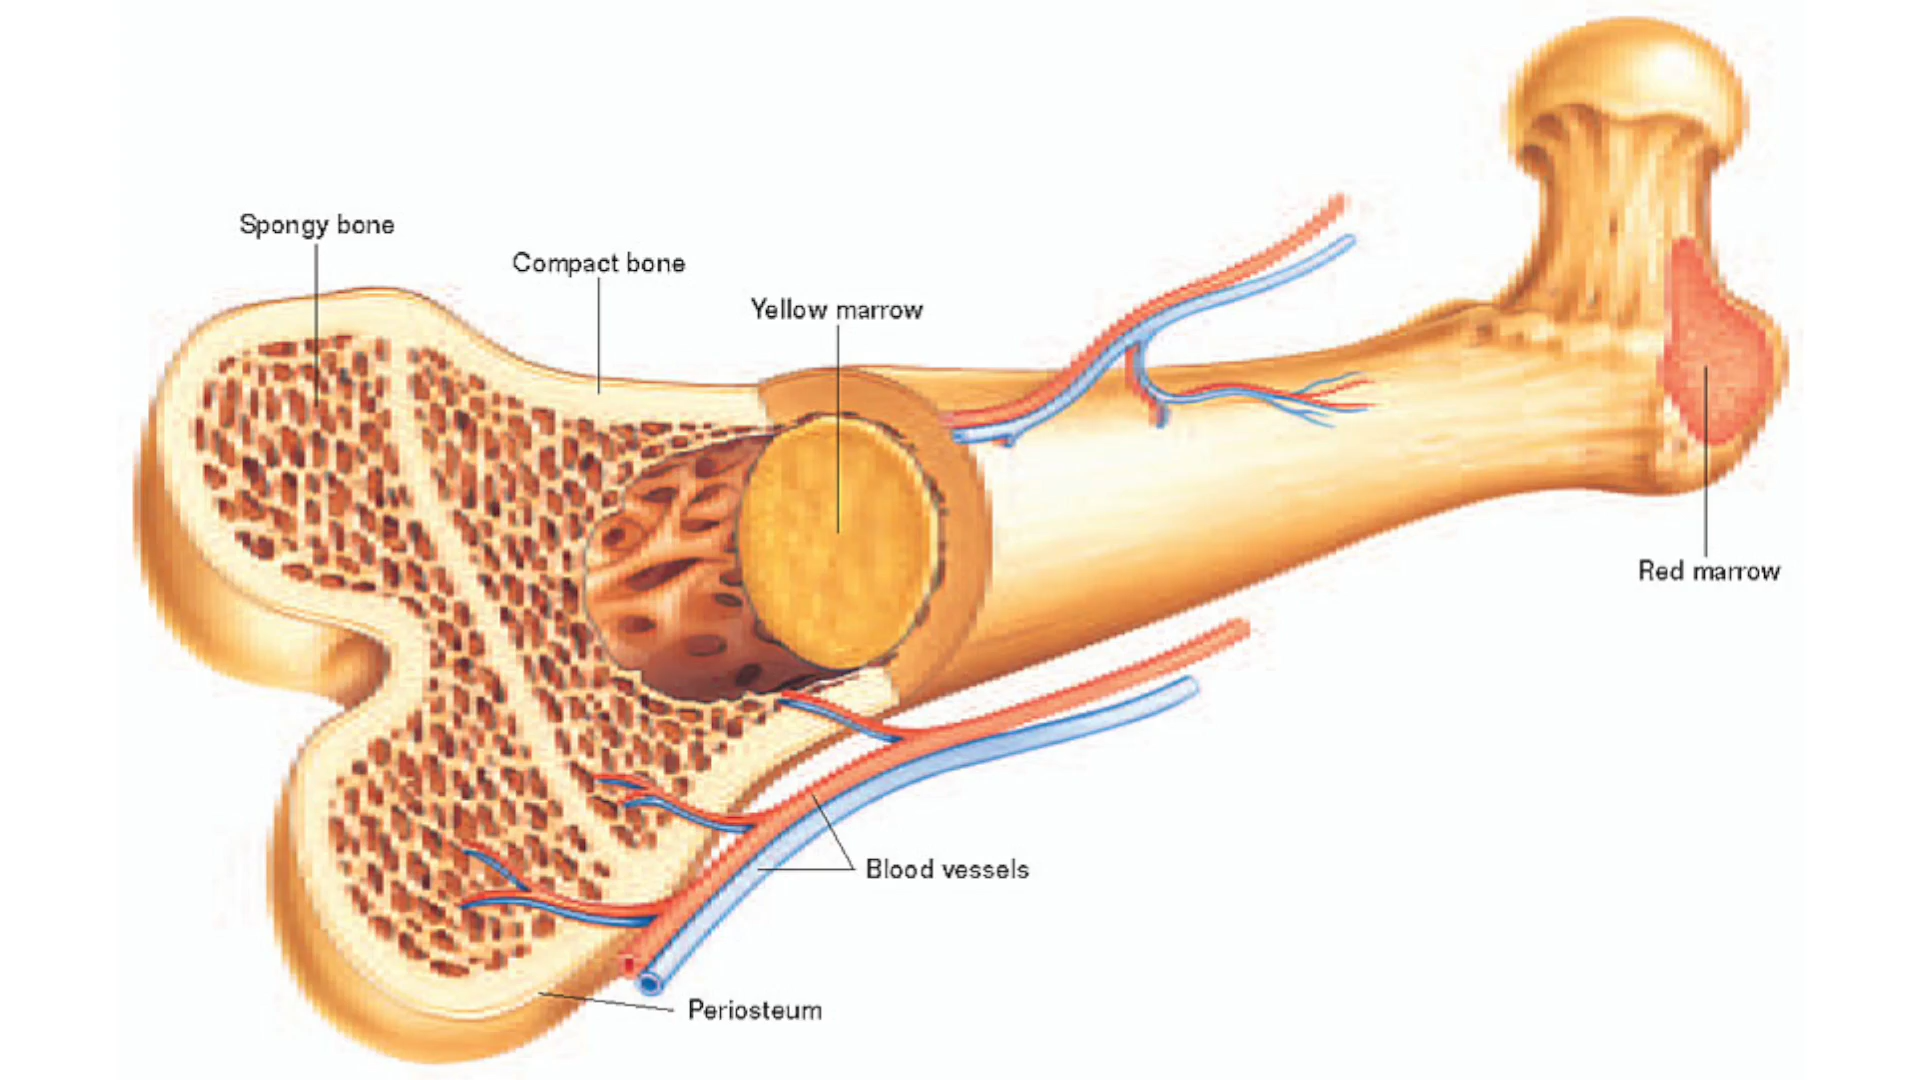 Spongy bone
Compact bone
Yellow marrow
Red marrow
Blood vessels
Periosteum